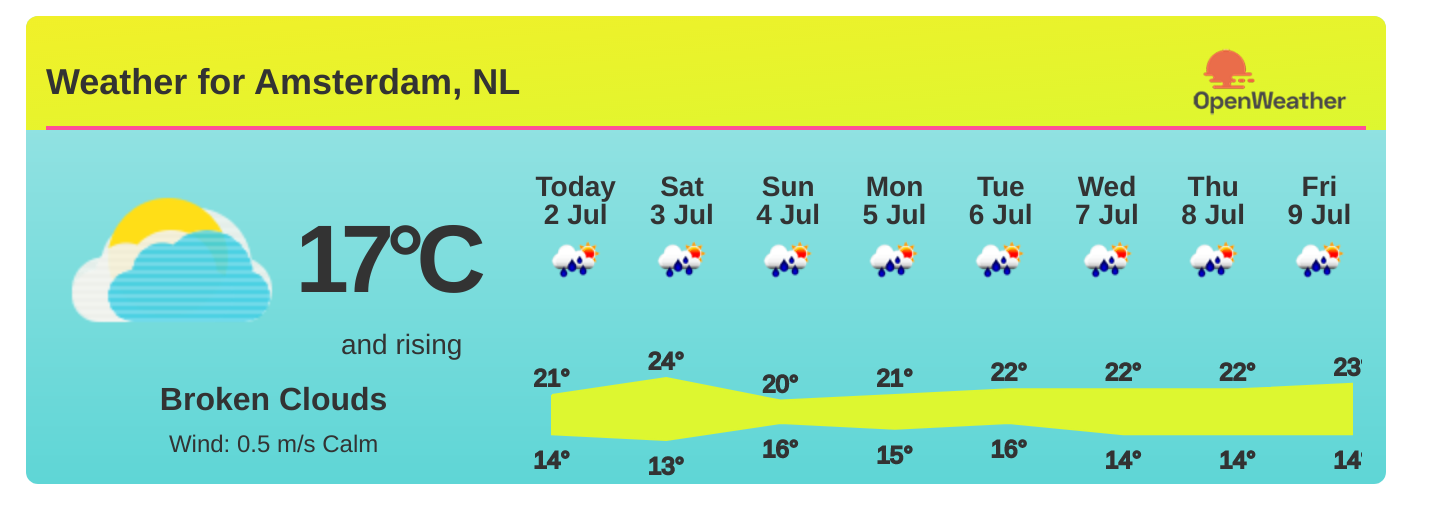 Weather for Amsterdam, NL
OpenWeather
17°C
and rising
Broken Clouds
Wind: 0.5 m/s Calm
Today Sat Sun Mon Tue Wed Thu Fri
2 Jul 3 Jul 4 Jul 5 Jul 6 Jul 7 Jul 8 Jul 9 Jul
21° 24° 20° 21° 22° 22° 22° 23°
14° 13° 16° 15° 16° 14° 14° 14°